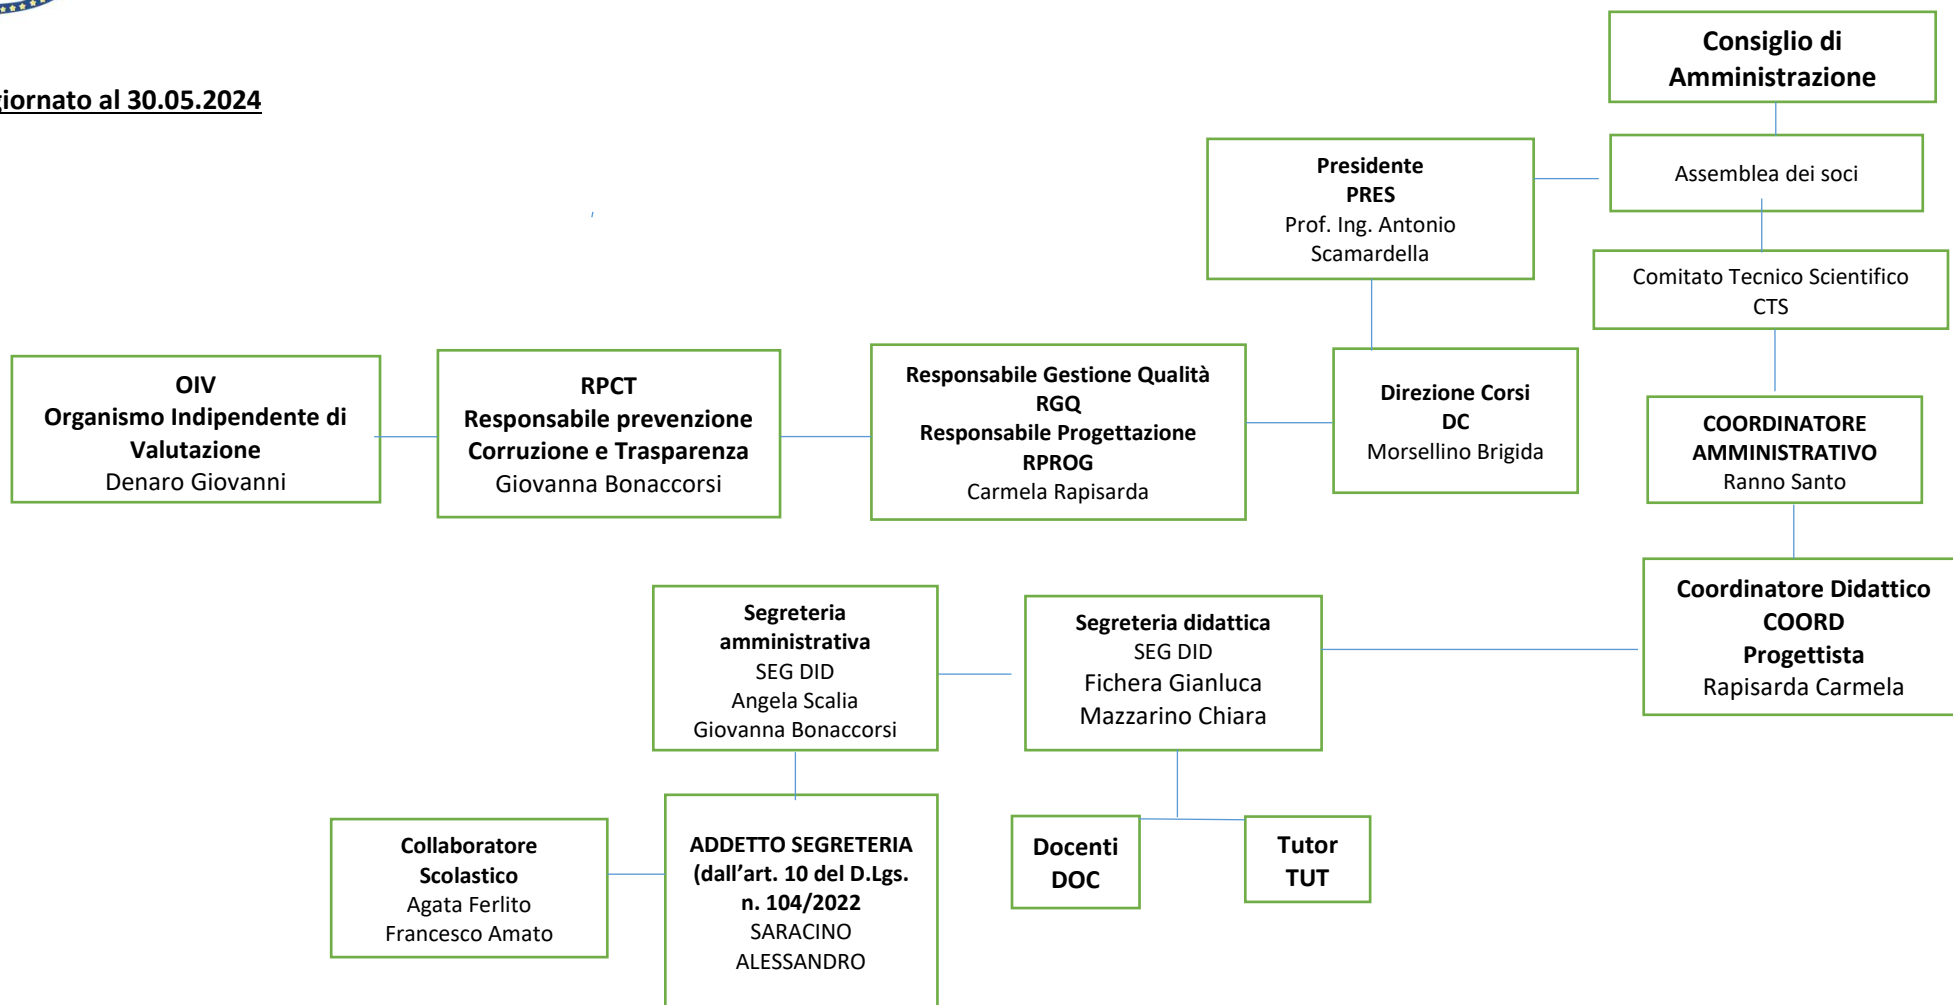 Consiglio di
Amministrazione
giornato al 30.05.2024
Presidente
PRES
Prof. Ing. Antonio
Scamardella
Assemblea dei soci
Comitato Tecnico Scientifico
CTS
OIV
Organismo Indipendente di
Valutazione
Denaro Giovanni
RPCT
Responsabile prevenzione
Corruzione e Trasparenza
Giovanna Bonaccorsi
Responsabile Gestione Qualità
RGQ
Responsabile Progettazione
RPROG
Carmela Rapisarda
Direzione Corsi
DC
Morsellino Brigida
COORDINATORE
AMMINISTRATIVO
Ranno Santo
Segreteria
amministrativa
SEG DID
Angela Scalia
Giovanna Bonaccorsi
Segreteria didattica
SEG DID
Fichera Gianluca
Mazzarino Chiara
Coordinatore Didattico
COORD
Progettista
Rapisarda Carmela
Collaboratore
Scolastico
Agata Ferlito
Francesco Amato
ADDETTO SEGRETERIA
(dall’art. 10 del D.Lgs.
n. 104/2022
SARACINO
ALESSANDRO
Docenti
DOC
Tutor
TUT